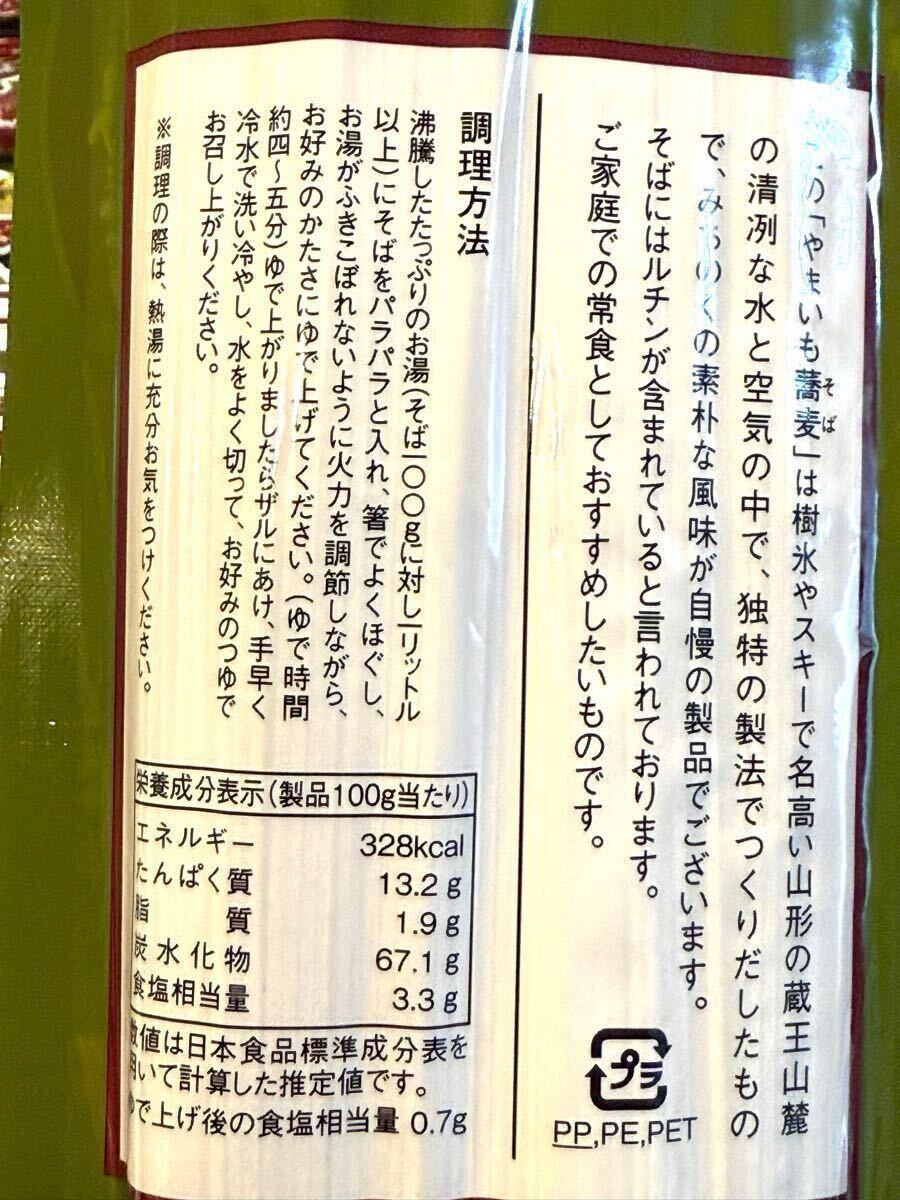 の「やまいも蕎麦」は樹氷やスキーで名高い山形の蔵王山麓
そば
の清冽な水と空気の中で、独特の製法でつくりだしたもの
で、みちのくの素朴な風味が自慢の製品でございます。
そばにはルチンが含まれていると言われております。
ご家庭での常食としておすすめしたいものです。
調理方法
沸騰したたっぷりのお湯(そば一〇〇gに対し一リットル
以上)にそばをパラパラと入れ、箸でよくほぐし、
お湯がふきこぼれないように火力を調節しながら、
お好みのかたさにゆで上げてください。(ゆで時間
約四〜五分)ゆで上がりましたらザルにあけ、手早く
冷水で洗い冷やし、水をよく切って、お好みのつゆで
お召し上がりください。
※調理の際は、熱湯に充分お気をつけください。
栄養成分表示(製品100g当たり)
エネルギー 328kcal
たんぱく質 13.2g
脂質 1.9g
炭水化物 67.1g
食塩相当量 3.3g
数値は日本食品標準成分表を
用いて計算した推定値です。
ゆで上げ後の食塩相当量 0.7g
プラ
PP,PE,PET